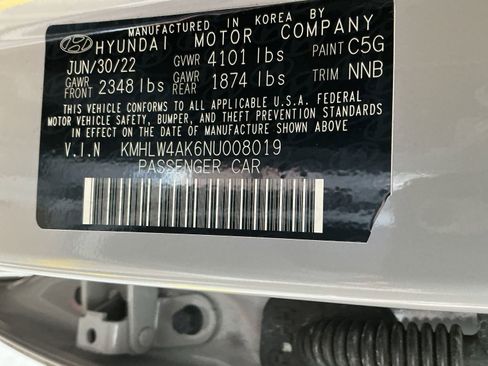 MANUFACTURED IN KOREA BY
HYUNDAI MOTOR COMPANY
JUN/30/22 GVWR 4101 lbs PAINT C5G
GAWR FRONT 2348 lbs GAWR REAR 1874 lbs TRIM NNB
THIS VEHICLE CONFORMS TO ALL APPLICABLE U.S.A. FEDERAL
MOTOR VEHICLE SAFETY, BUMPER, AND THEFT PREVENTION STANDARDS
IN EFFECT ON THE DATE OF MANUFACTURE SHOWN ABOVE.
V.I.N KMHLW4AK6NU008019
PASSENGER CAR